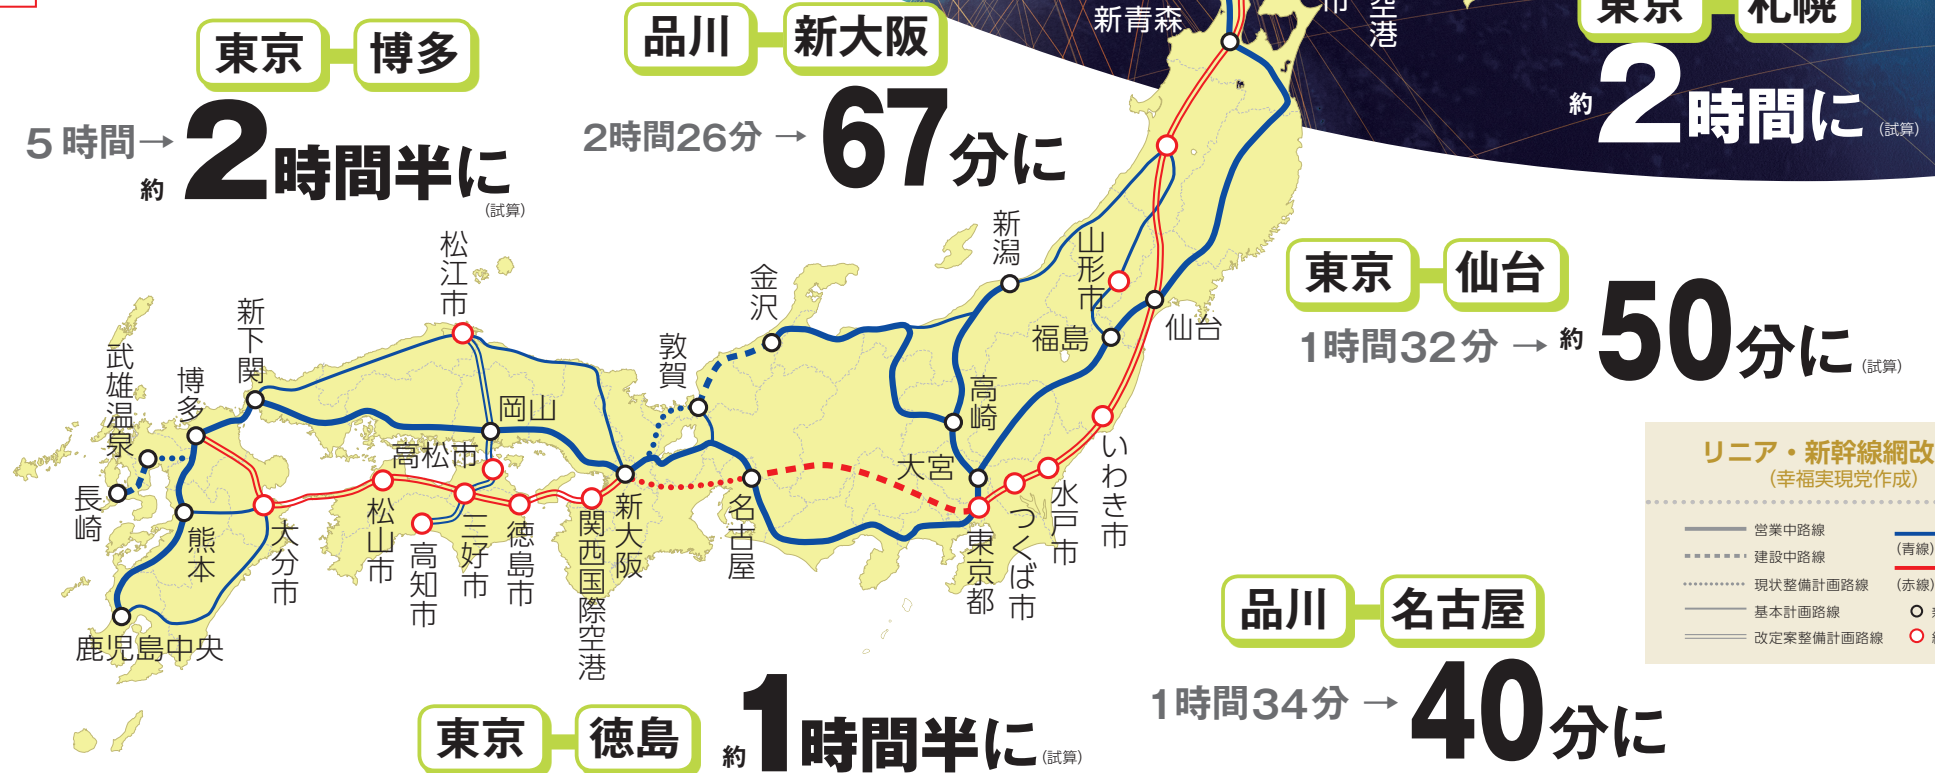 新青森
空港
東京
札幌
約2時間に(試算)
東京
博多
5時間→
約2時間半に
(試算)
品川
新大阪
2時間26分→67分に
東京
仙台
1時間32分→約50分に(試算)
松江市
新下関
武雄温泉
博多
長崎
熊本
鹿児島中央
大分市
岡山
高松市
松山市
高知市
三好市
徳島市
関西国際空港
新大阪
敦賀
金沢
名古屋
新潟
山形市
福島
仙台
高崎
大宮
東京都
つくば市
水戸市
いわき市
リニア・新幹線網改
(幸福実現党作成)
営業中路線
建設中路線
現状整備計画路線
基本計画路線
改定案整備計画路線
(青線)
(赤線)
品川
名古屋
1時間34分→40分に
東京
徳島
約1時間半に(試算)